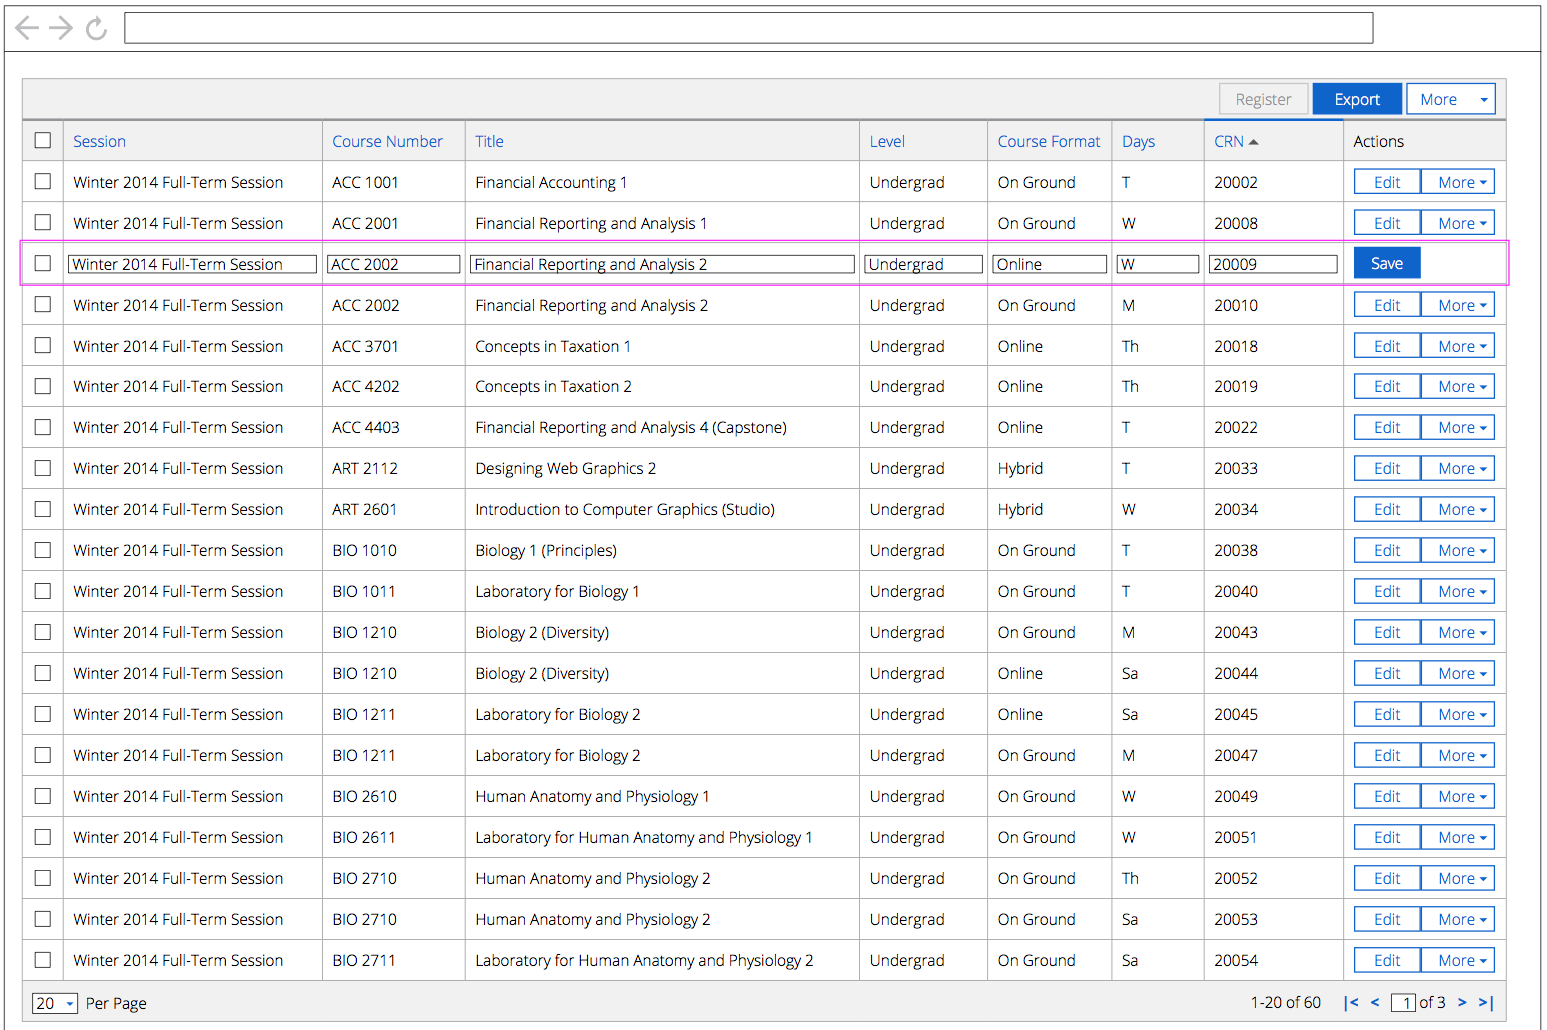 Register Export More
Session Course Number Title Level Course Format Days CRN Actions
Winter 2014 Full-Term Session ACC 1001 Financial Accounting 1 Undergrad On Ground T 20002 Edit More
Winter 2014 Full-Term Session ACC 2001 Financial Reporting and Analysis 1 Undergrad On Ground W 20008 Edit More
Winter 2014 Full-Term Session ACC 2002 Financial Reporting and Analysis 2 Undergrad Online W 20009 Save
Winter 2014 Full-Term Session ACC 2002 Financial Reporting and Analysis 2 Undergrad On Ground M 20010 Edit More
Winter 2014 Full-Term Session ACC 3701 Concepts in Taxation 1 Undergrad Online Th 20018 Edit More
Winter 2014 Full-Term Session ACC 4202 Concepts in Taxation 2 Undergrad Online Th 20019 Edit More
Winter 2014 Full-Term Session ACC 4403 Financial Reporting and Analysis 4 (Capstone) Undergrad Online T 20022 Edit More
Winter 2014 Full-Term Session ART 2112 Designing Web Graphics 2 Undergrad Hybrid T 20033 Edit More
Winter 2014 Full-Term Session ART 2601 Introduction to Computer Graphics (Studio) Undergrad Hybrid W 20034 Edit More
Winter 2014 Full-Term Session BIO 1010 Biology 1 (Principles) Undergrad On Ground T 20038 Edit More
Winter 2014 Full-Term Session BIO 1011 Laboratory for Biology 1 Undergrad On Ground T 20040 Edit More
Winter 2014 Full-Term Session BIO 1210 Biology 2 (Diversity) Undergrad On Ground M 20043 Edit More
Winter 2014 Full-Term Session BIO 1210 Biology 2 (Diversity) Undergrad Online Sa 20044 Edit More
Winter 2014 Full-Term Session BIO 1211 Laboratory for Biology 2 Undergrad Online Sa 20045 Edit More
Winter 2014 Full-Term Session BIO 1211 Laboratory for Biology 2 Undergrad On Ground M 20047 Edit More
Winter 2014 Full-Term Session BIO 2610 Human Anatomy and Physiology 1 Undergrad On Ground W 20049 Edit More
Winter 2014 Full-Term Session BIO 2611 Laboratory for Human Anatomy and Physiology 1 Undergrad On Ground W 20051 Edit More
Winter 2014 Full-Term Session BIO 2710 Human Anatomy and Physiology 2 Undergrad On Ground Th 20052 Edit More
Winter 2014 Full-Term Session BIO 2710 Human Anatomy and Physiology 2 Undergrad On Ground Sa 20053 Edit More
Winter 2014 Full-Term Session BIO 2711 Laboratory for Human Anatomy and Physiology 2 Undergrad On Ground Sa 20054 Edit More
20 Per Page 1-20 of 60 |< < 1 of 3 > >|